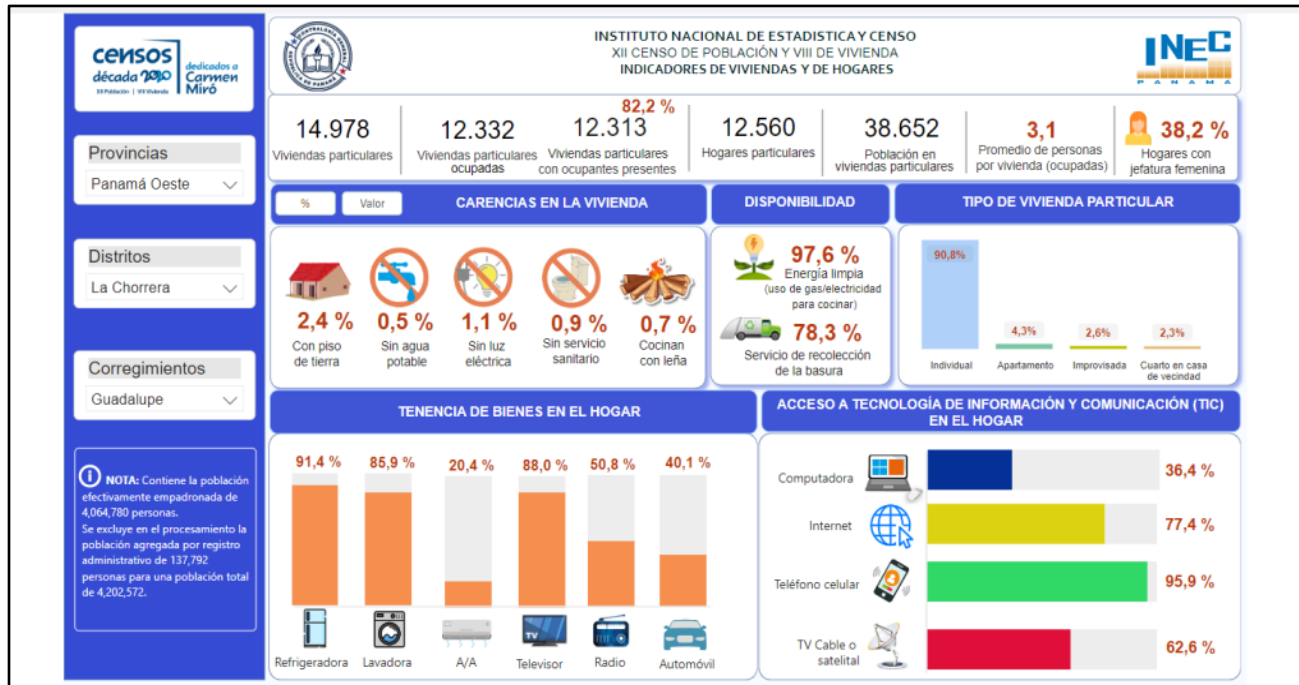 censos
década 2010
XII Población | VIII Vivienda
dedicados a
Carmen
Miró
INSTITUTO NACIONAL DE ESTADISTICA Y CENSO
XII CENSO DE POBLACIÓN Y VIII DE VIVIENDA
INDICADORES DE VIVIENDAS Y DE HOGARES
INEC
PANAMÁ
Provincias
Panamá Oeste
Distritos
La Chorrera
Corregimientos
Guadalupe
NOTA: Contiene la población
efectivamente empadronada de
4,064,780 personas.
Se excluye en el procesamiento la
población agregada por registro
administrativo de 137,792
personas para una población total
de 4,202,572.
14.978
Viviendas particulares
12.332
Viviendas particulares
ocupadas
82,2 %
12.313
Viviendas particulares
con ocupantes presentes
12.560
Hogares particulares
38.652
Población en
viviendas particulares
3,1
Promedio de personas
por vivienda (ocupadas)
38,2 %
Hogares con
jefatura femenina
%
Valor
CARENCIAS EN LA VIVIENDA
2,4 %
Con piso
de tierra
0,5 %
Sin agua
potable
1,1 %
Sin luz
eléctrica
0,9 %
Sin servicio
sanitario
0,7 %
Cocinan
con leña
DISPONIBILIDAD
97,6 %
Energía limpia
(uso de gas/electricidad
para cocinar)
78,3 %
Servicio de recolección
de la basura
TIPO DE VIVIENDA PARTICULAR
90,8%
4,3%
2,6%
2,3%
Individual
Apartamento
Improvisada
Cuarto en casa
de vecindad
TENENCIA DE BIENES EN EL HOGAR
91,4 %
85,9 %
20,4 %
88,0 %
50,8 %
40,1 %
TV
Refrigeradora
Lavadora
A/A
Televisor
Radio
Automóvil
ACCESO A TECNOLOGÍA DE INFORMACIÓN Y COMUNICACIÓN (TIC)
EN EL HOGAR
Computadora
36,4 %
Internet
77,4 %
Teléfono celular
95,9 %
TV Cable o
satelital
62,6 %